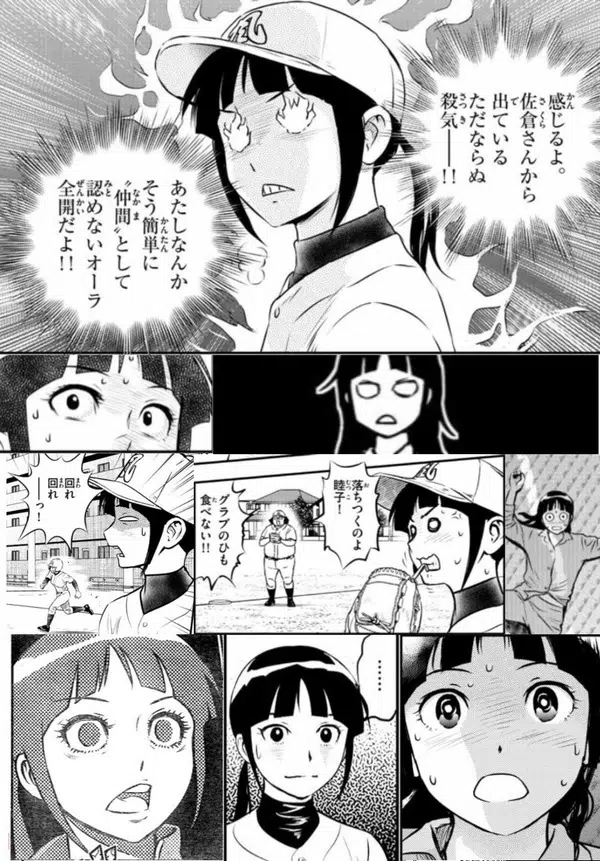 感じるよ。
佐倉さんから
出ている
ただならぬ
殺気──!!
あたしなんか
そう簡単に
〝仲間〟として
認めないオーラ
全開だよ!!
落ちつくのよ
睦子!
グラブのひも
食べない!!
回れ
回れ
──っ!
……